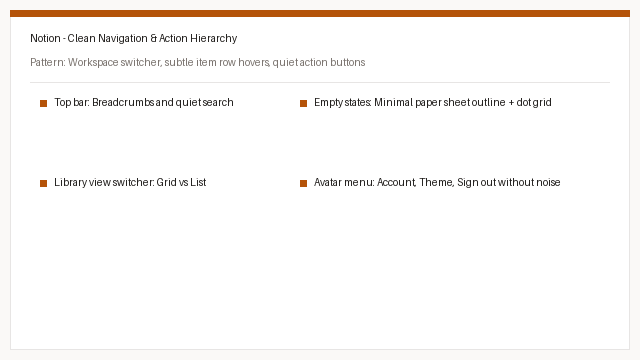 Notion - Clean Navigation & Action Hierarchy
Pattern: Workspace switcher, subtle item row hovers, quiet action buttons
Top bar: Breadcrumbs and quiet search
Empty states: Minimal paper sheet outline + dot grid
Library view switcher: Grid vs List
Avatar menu: Account, Theme, Sign out without noise